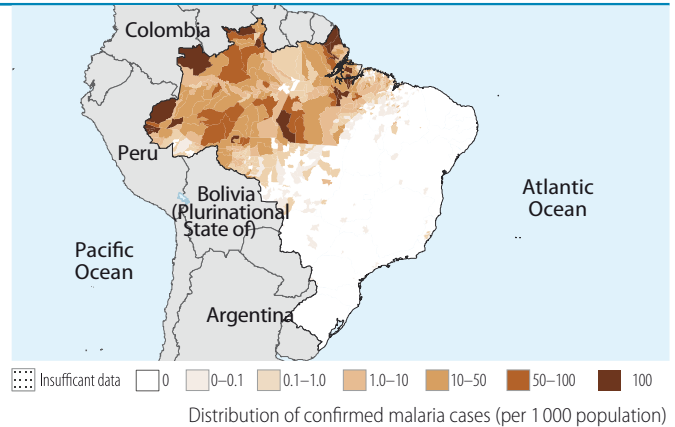 Colombia
Peru
Bolivia
(Plurinational
State of)
Atlantic
Ocean
Pacific
Ocean
Argentina
Insufficant data 0 0–0.1 0.1–1.0 1.0–10 10–50 50–100 100
Distribution of confirmed malaria cases (per 1 000 population)